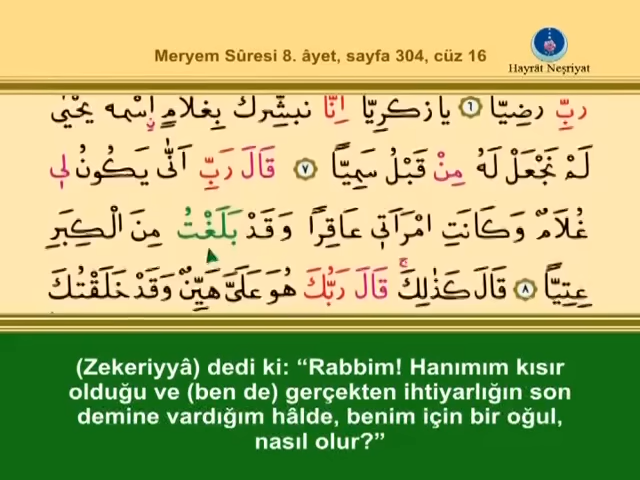 Meryem Sûresi 8. âyet, sayfa 304, cüz 16
Hayrât Neşriyat
رَبِّ رَضِيًّا ﴿٦﴾ يَا زَكَرِيَّا اِنَّا نُبَشِّرُكَ بِغُلَامٍ اِسْمُهُ يَحْيٰى
لَمْ نَجْعَلْ لَهُ مِنْ قَبْلُ سَمِيًّا ﴿٧﴾ قَالَ رَبِّ اَنّٰى يَكُونُ لِي
غُلَامٌ وَكَانَتِ امْرَاَتِي عَاقِرًا وَقَدْ بَلَغْتُ مِنَ الْكِبَرِ
عِتِيًّا ﴿٨﴾ قَالَ كَذٰلِكَ قَالَ رَبُّكَ هُوَ عَلَيَّ هَيِّنٌ وَقَدْ خَلَقْتُكَ
(Zekeriyyâ) dedi ki: “Rabbim! Hanımım kısır
olduğu ve (ben de) gerçekten ihtiyarlığın son
demine vardığım hâlde, benim için bir oğul,
nasıl olur?”